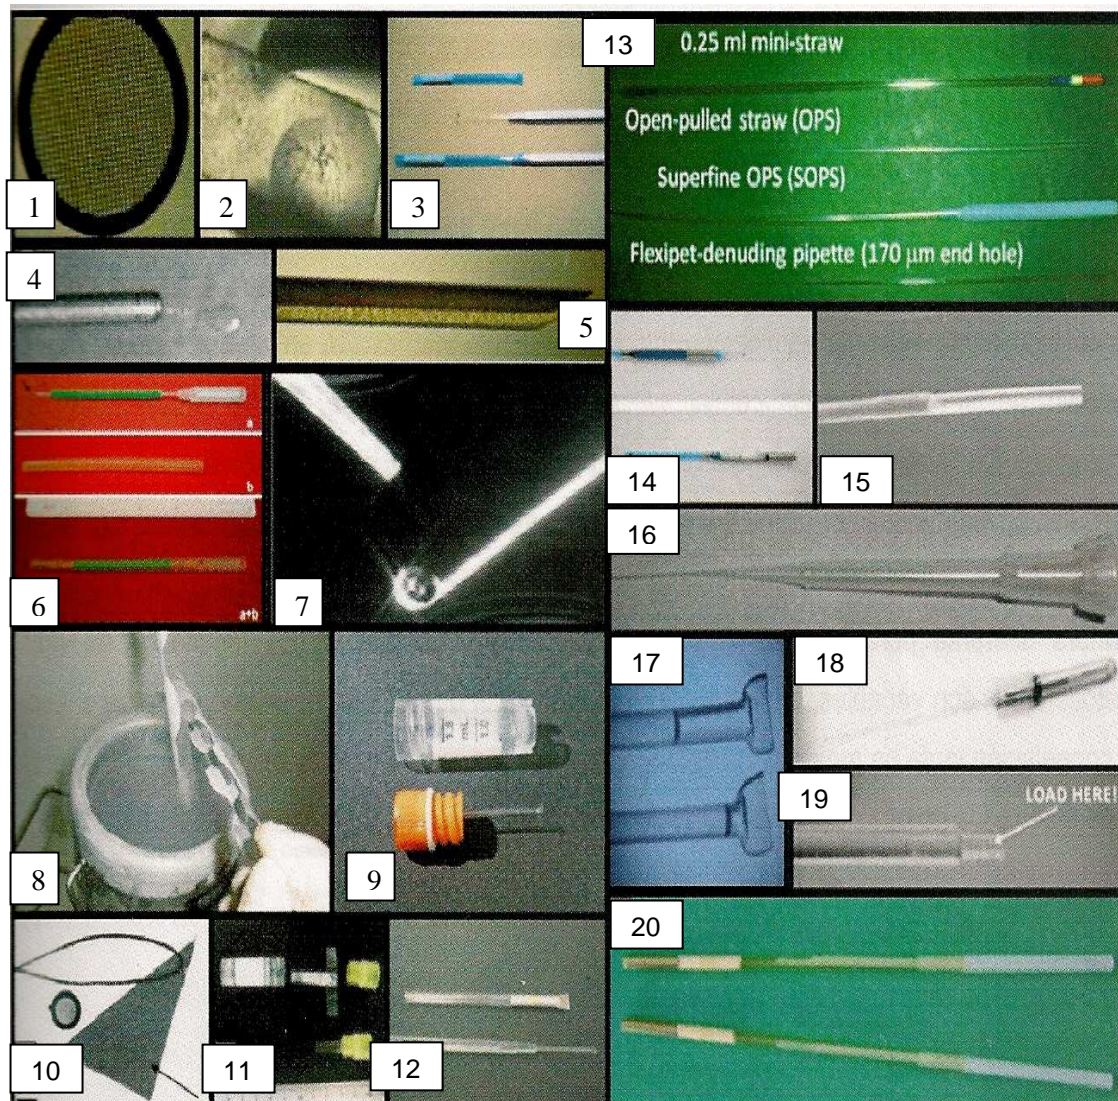 1
2
3
13
0.25 ml mini-straw
Open-pulled straw (OPS)
Superfine OPS (SOPS)
Flexipet-denuding pipette (170 µm end hole)
4
5
6
a
b
a+b
7
14
15
16
8
9
17
18
19
LOAD HERE!
10
11
12
20